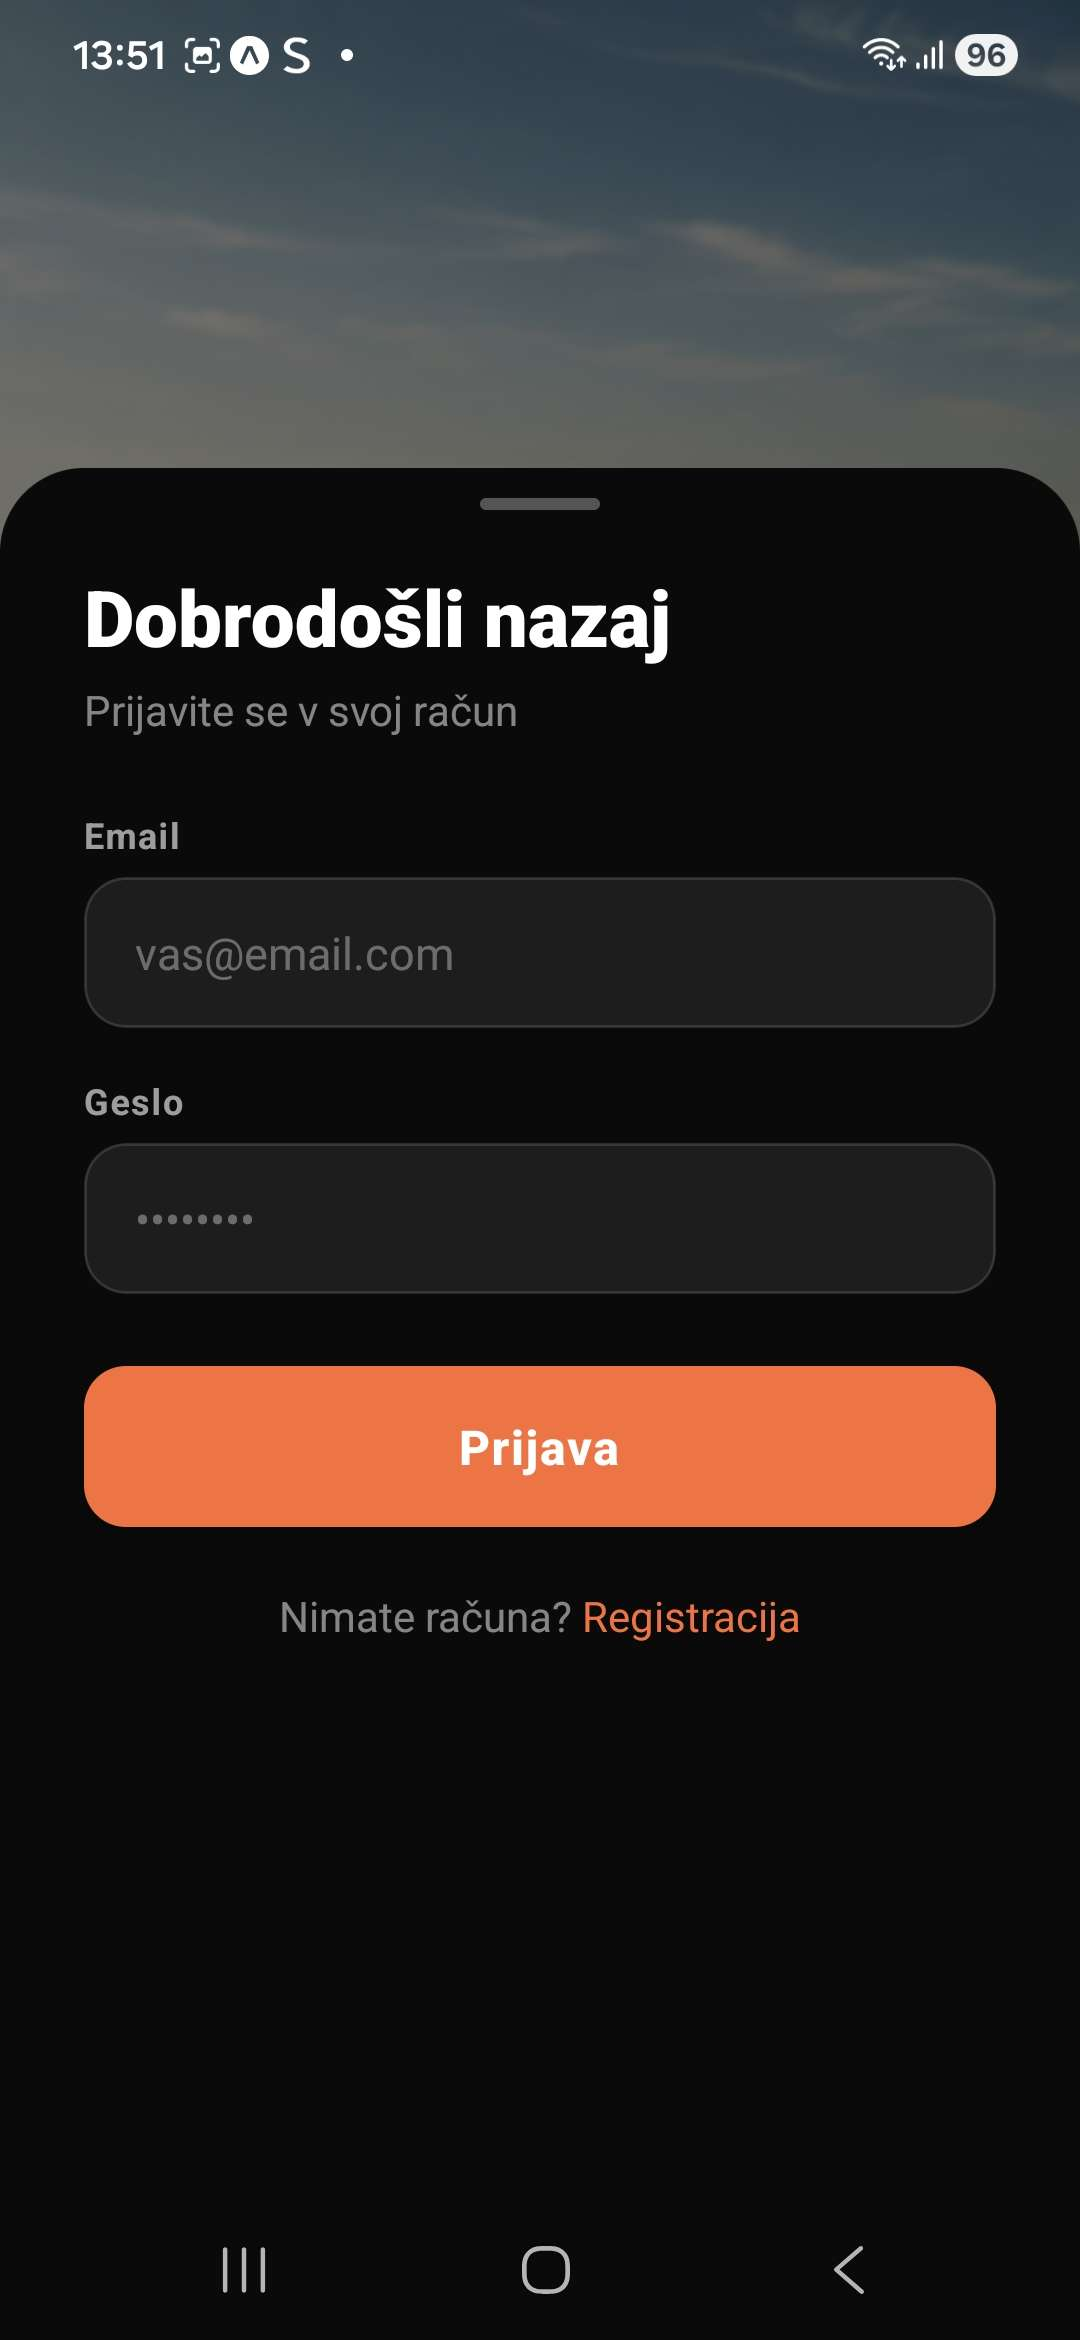 13:51 S 96
Dobrodošli nazaj
Prijavite se v svoj račun
Email
vas@email.com
Geslo
••••••••
Prijava
Nimate računa? Registracija